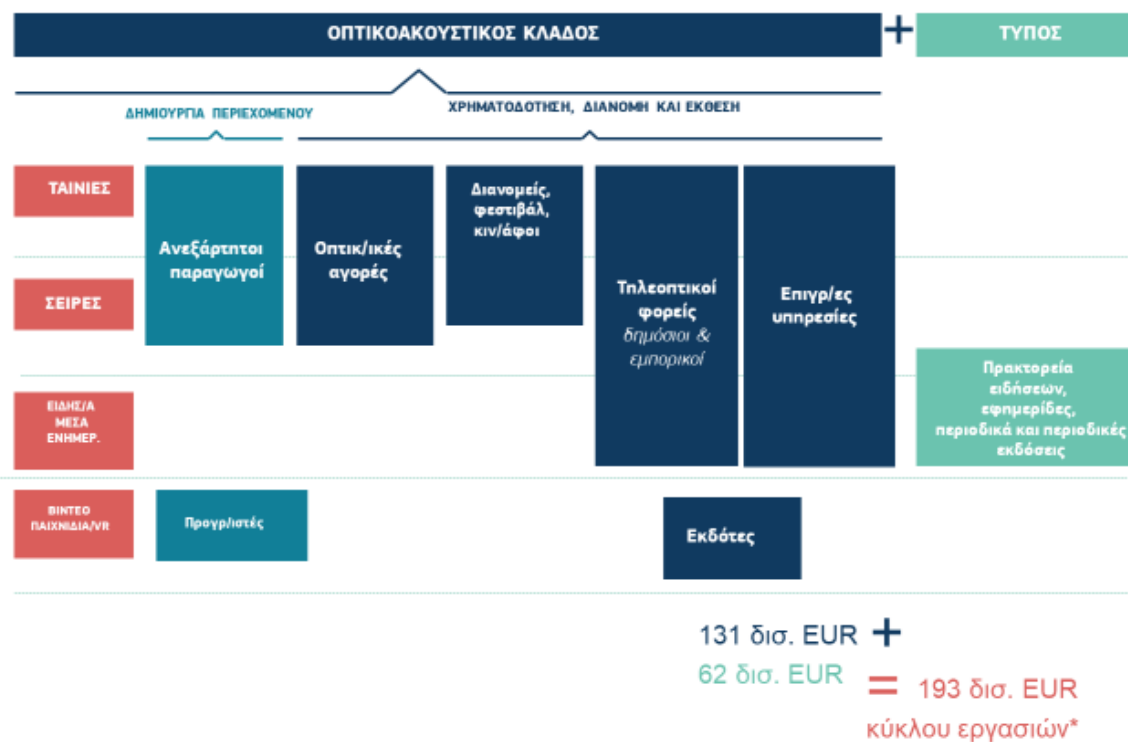 ΟΠΤΙΚΟΑΚΟΥΣΤΙΚΟΣ ΚΛΑΔΟΣ
+
ΤΥΠΟΣ
ΔΗΜΙΟΥΡΓΙΑ ΠΕΡΙΕΧΟΜΕΝΟΥ
ΧΡΗΜΑΤΟΔΟΤΗΣΗ, ΔΙΑΝΟΜΗ ΚΑΙ ΕΚΘΕΣΗ
ΤΑΙΝΙΕΣ
ΣΕΙΡΕΣ
ΕΙΔΗΣ/Α
ΜΕΣΑ
ΕΝΗΜΕΡ.
ΒΙΝΤΕΟ
ΠΑΙΧΝΙΔΙΑ/VR
Ανεξάρτητοι
παραγωγοί
Οπτικ/ικές
αγορές
Διανομείς,
φεστιβάλ,
κιν/άφοι
Τηλεοπτικοί
φορείς
δημόσιοι &
εμπορικοί
Επιγρ/ες
υπηρεσίες
Πρακτορεία
ειδήσεων,
εφημερίδες,
περιοδικά και περιοδικές
εκδόσεις
Προγρ/ιστές
Εκδότες
131 δισ. EUR +
62 δισ. EUR
= 193 δισ. EUR
κύκλου εργασιών*